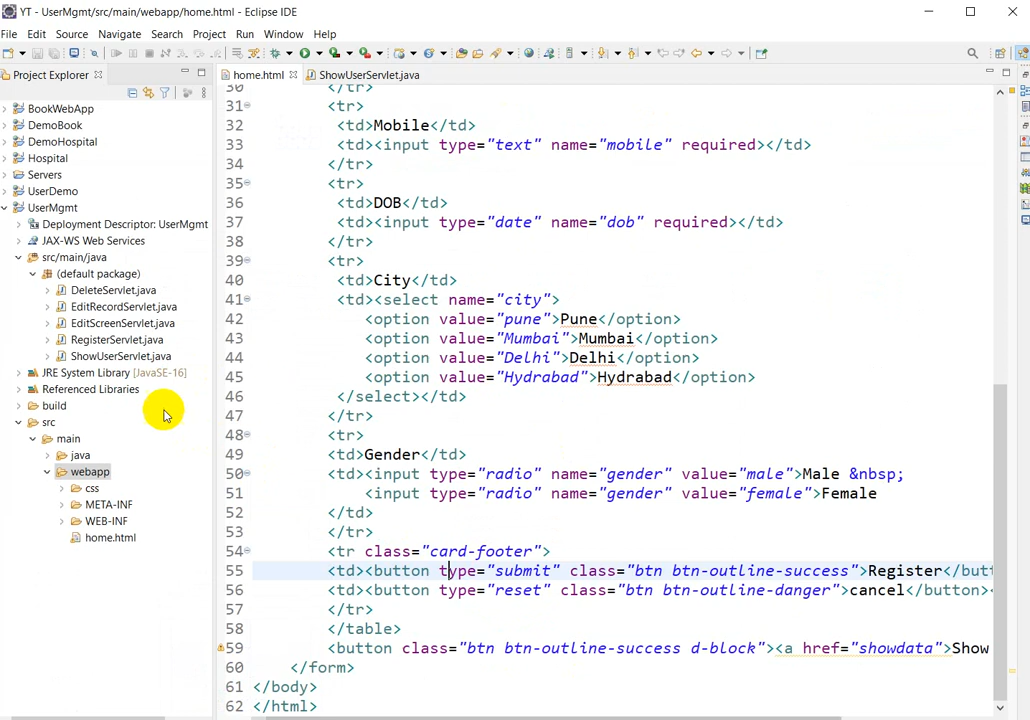 YT - UserMgmt/src/main/webapp/home.html - Eclipse IDE
File Edit Source Navigate Search Project Run Window Help
Project Explorer
home.html
ShowUserServlet.java
BookWebApp
DemoBook
DemoHospital
Hospital
Servers
UserDemo
UserMgmt
Deployment Descriptor: UserMgmt
JAX-WS Web Services
src/main/java
(default package)
DeleteServlet.java
EditRecordServlet.java
EditScreenServlet.java
RegisterServlet.java
ShowUserServlet.java
JRE System Library [JavaSE-16]
Referenced Libraries
build
src
main
java
webapp
css
META-INF
WEB-INF
home.html
30 </tr>
31 <tr>
32 <td>Mobile</td>
33 <td><input type="text" name="mobile" required></td>
34 </tr>
35 <tr>
36 <td>DOB</td>
37 <td><input type="date" name="dob" required></td>
38 </tr>
39 <tr>
40 <td>City</td>
41 <td><select name="city">
42 <option value="pune">Pune</option>
43 <option value="Mumbai">Mumbai</option>
44 <option value="Delhi">Delhi</option>
45 <option value="Hydrabad">Hydrabad</option>
46 </select></td>
47 </tr>
48 <tr>
49 <td>Gender</td>
50 <td><input type="radio" name="gender" value="male">Male &nbsp;
51 <input type="radio" name="gender" value="female">Female
52 </td>
53 </tr>
54 <tr class="card-footer">
55 <td><button type="submit" class="btn btn-outline-success">Register</butt
56 <td><button type="reset" class="btn btn-outline-danger">cancel</button><
57 </tr>
58 </table>
59 <button class="btn btn-outline-success d-block"><a href="showdata">Show
60 </form>
61 </body>
62 </html>